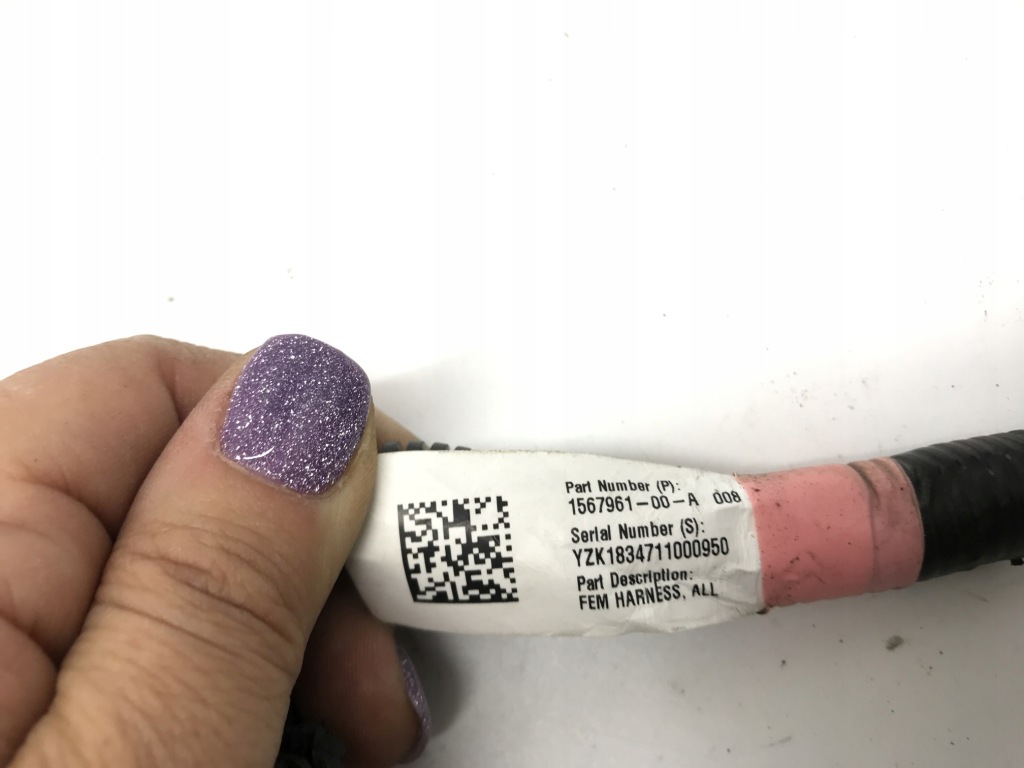 Part Number (P):
1567961-00-A 008
Serial Number (S):
YZK1834711000950
Part Description:
FEM HARNESS, ALL